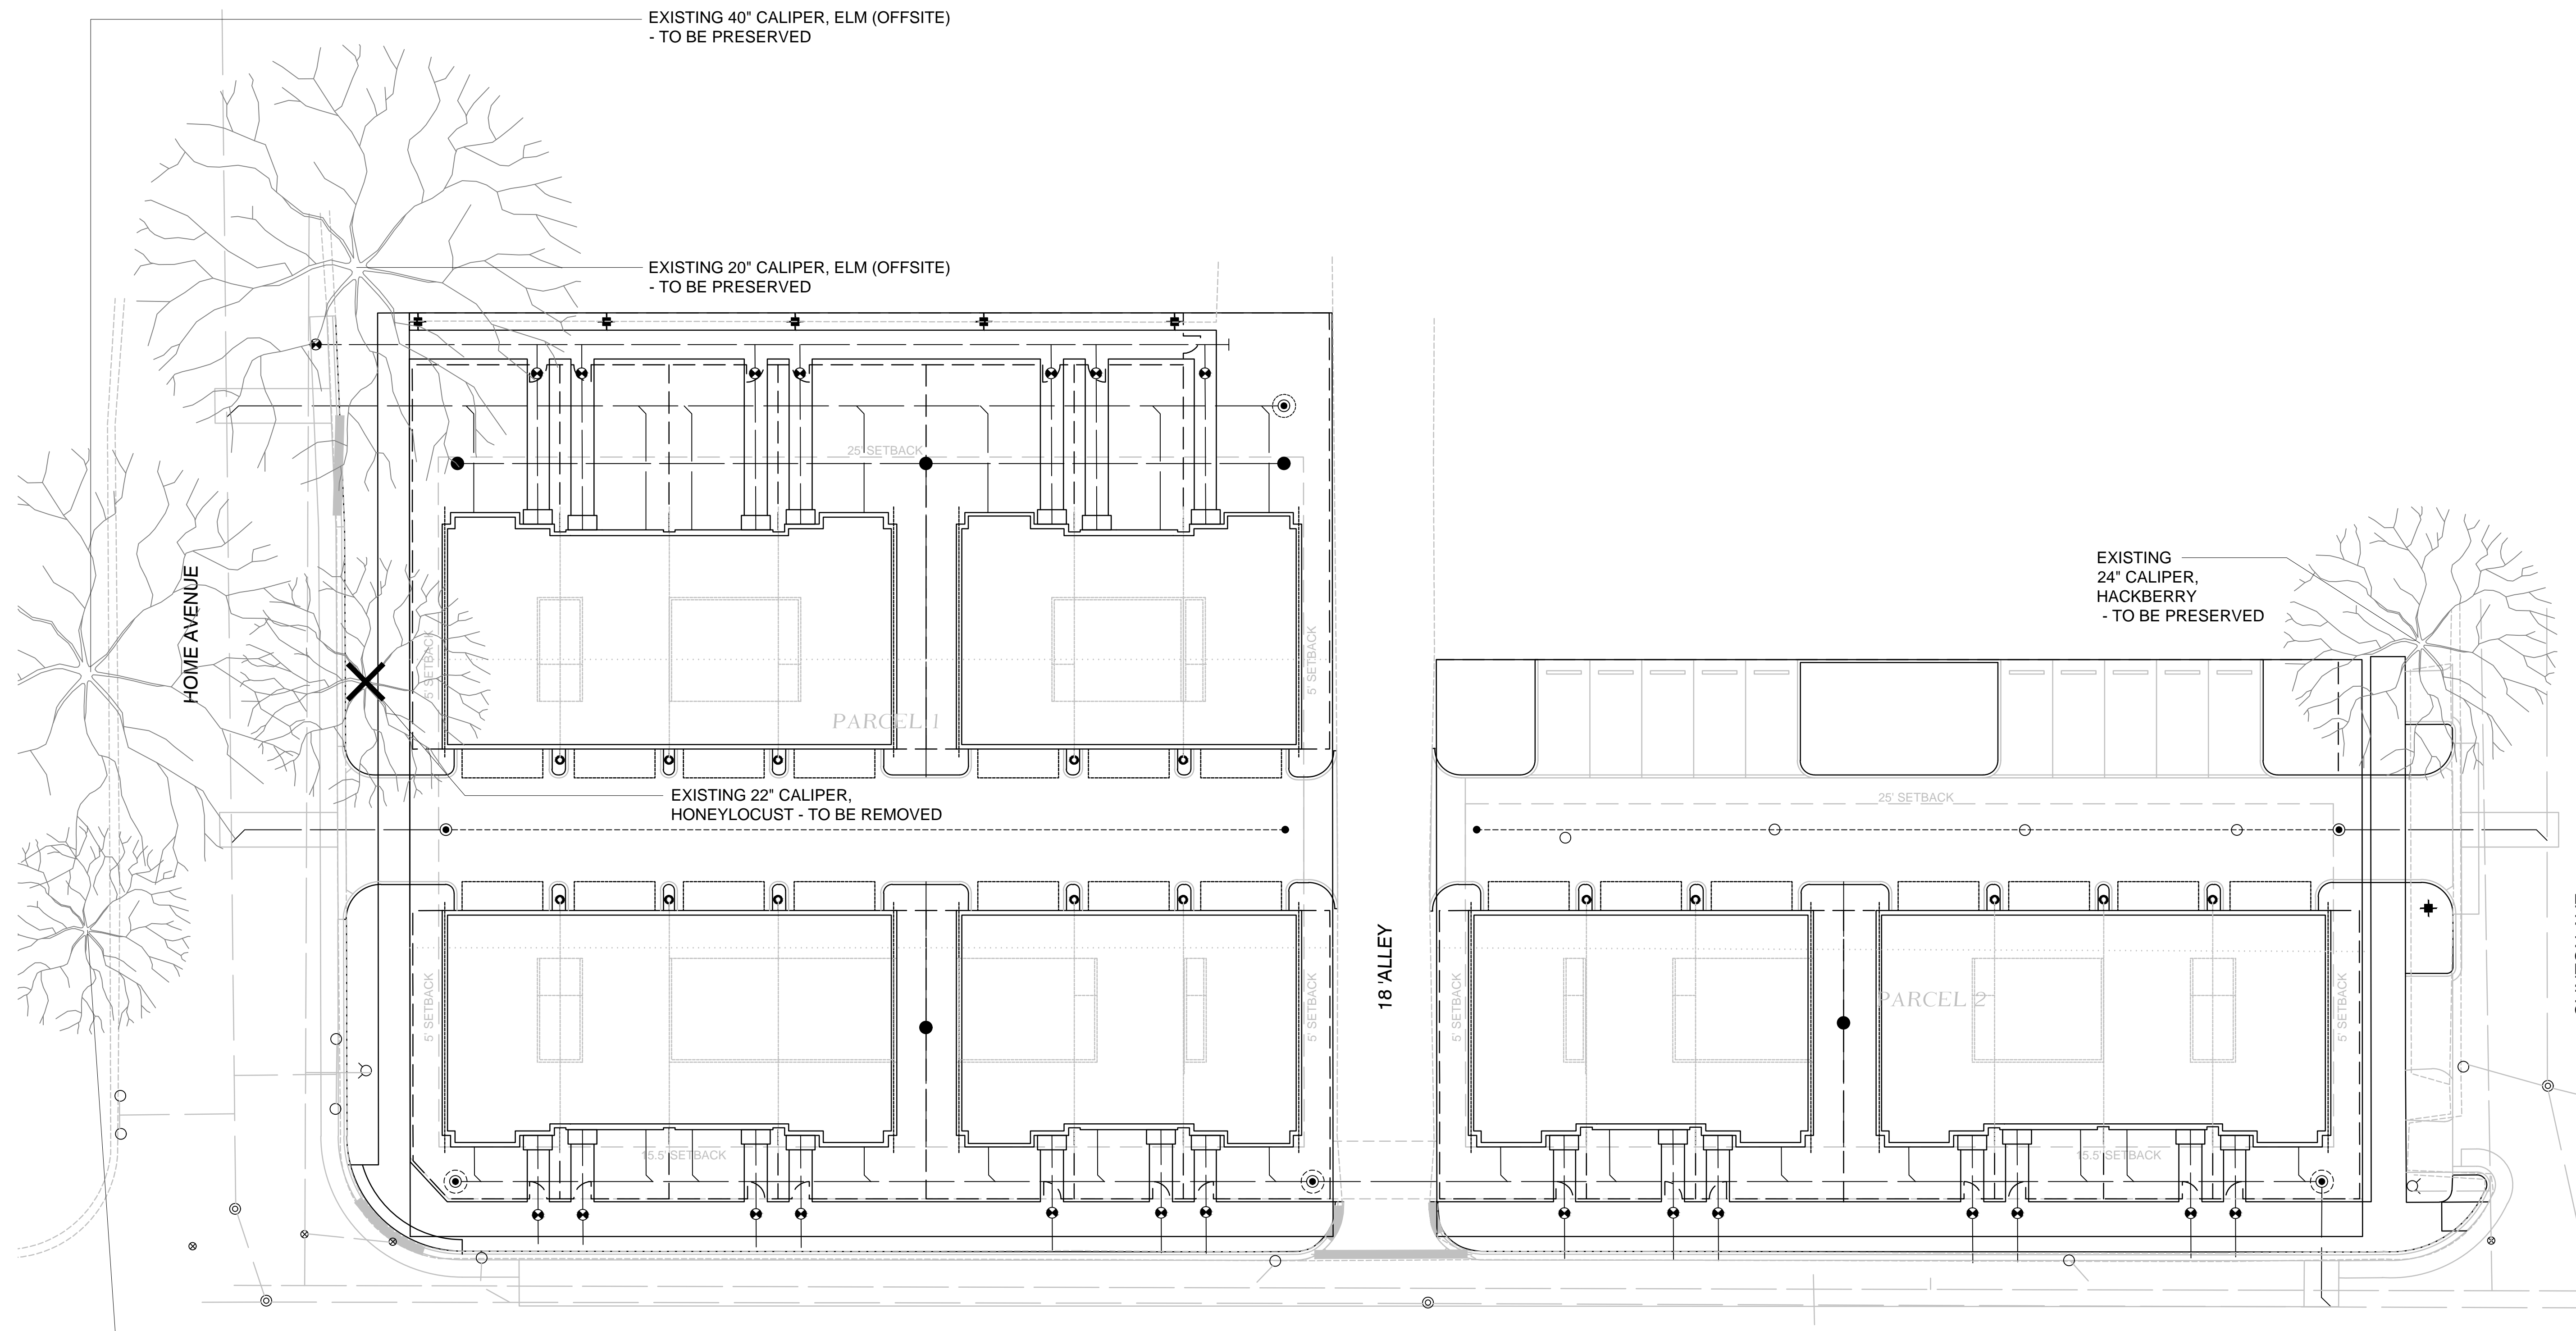 EXISTING 40" CALIPER, ELM (OFFSITE)
- TO BE PRESERVED
EXISTING 20" CALIPER, ELM (OFFSITE)
- TO BE PRESERVED
25' SETBACK
HOME AVENUE
5' SETBACK
5' SETBACK
PARCEL 1
EXISTING
24" CALIPER,
HACKBERRY
- TO BE PRESERVED
EXISTING 22" CALIPER,
HONEYLOCUST - TO BE REMOVED
25' SETBACK
18 'ALLEY
5' SETBACK
5' SETBACK
5' SETBACK
PARCEL 2
5' SETBACK
15.5' SETBACK
15.5' SETBACK